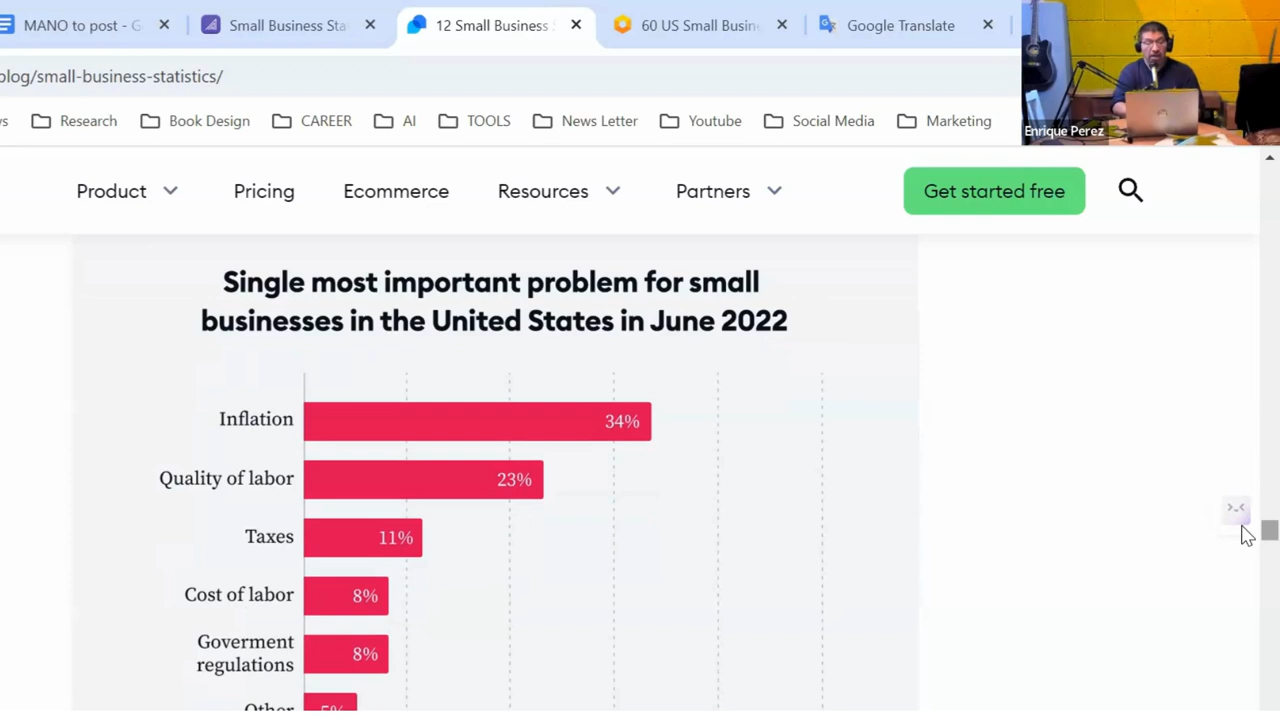 MANO to post - G
Small Business Sta
12 Small Business S
60 US Small Busin
Google Translate
blog/small-business-statistics/
Research
Book Design
CAREER
AI
TOOLS
News Letter
Youtube
Social Media
Marketing
Enrique Perez
Product
Pricing
Ecommerce
Resources
Partners
Get started free
Single most important problem for small
businesses in the United States in June 2022
Inflation
34%
Quality of labor
23%
Taxes
11%
Cost of labor
8%
Goverment
regulations
8%
Other
5%